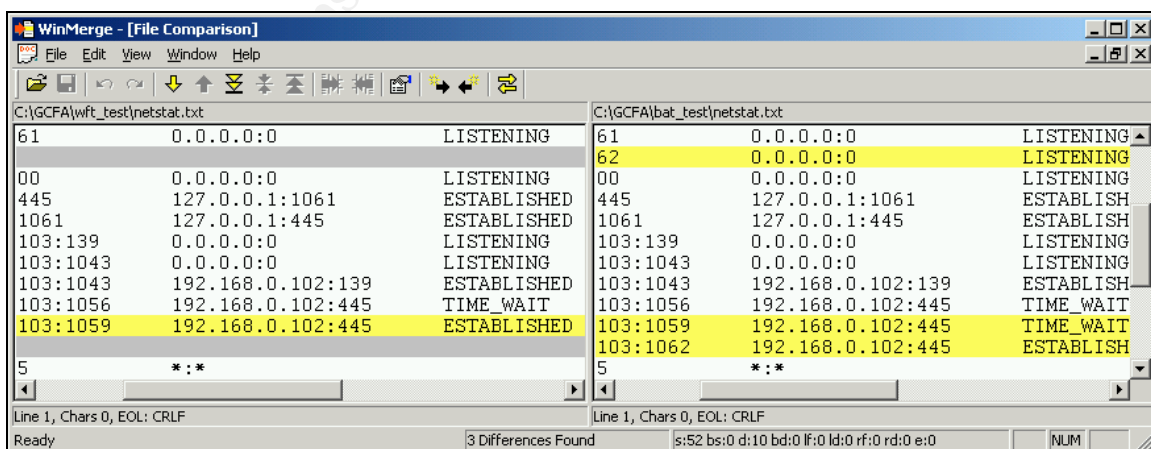 WinMerge - [File Comparison]
File Edit View Window Help
C:\GCFA\wft_test\netstat.txt
61 0.0.0.0:0 LISTENING
00 0.0.0.0:0 LISTENING
445 127.0.0.1:1061 ESTABLISHED
1061 127.0.0.1:445 ESTABLISHED
103:139 0.0.0.0:0 LISTENING
103:1043 0.0.0.0:0 LISTENING
103:1043 192.168.0.102:139 ESTABLISHED
103:1056 192.168.0.102:445 TIME_WAIT
103:1059 192.168.0.102:445 ESTABLISHED
5 *:*
Line 1, Chars 0, EOL: CRLF
C:\GCFA\bat_test\netstat.txt
61 0.0.0.0:0 LISTENING
62 0.0.0.0:0 LISTENING
00 0.0.0.0:0 LISTENING
445 127.0.0.1:1061 ESTABLISH
1061 127.0.0.1:445 ESTABLISH
103:139 0.0.0.0:0 LISTENING
103:1043 0.0.0.0:0 LISTENING
103:1043 192.168.0.102:139 ESTABLISH
103:1056 192.168.0.102:445 TIME_WAIT
103:1059 192.168.0.102:445 TIME_WAIT
103:1062 192.168.0.102:445 ESTABLISH
5 *:*
Line 1, Chars 0, EOL: CRLF
Ready 3 Differences Found s:52 bs:0 d:10 bd:0 lf:0 ld:0 rf:0 rd:0 e:0 NUM